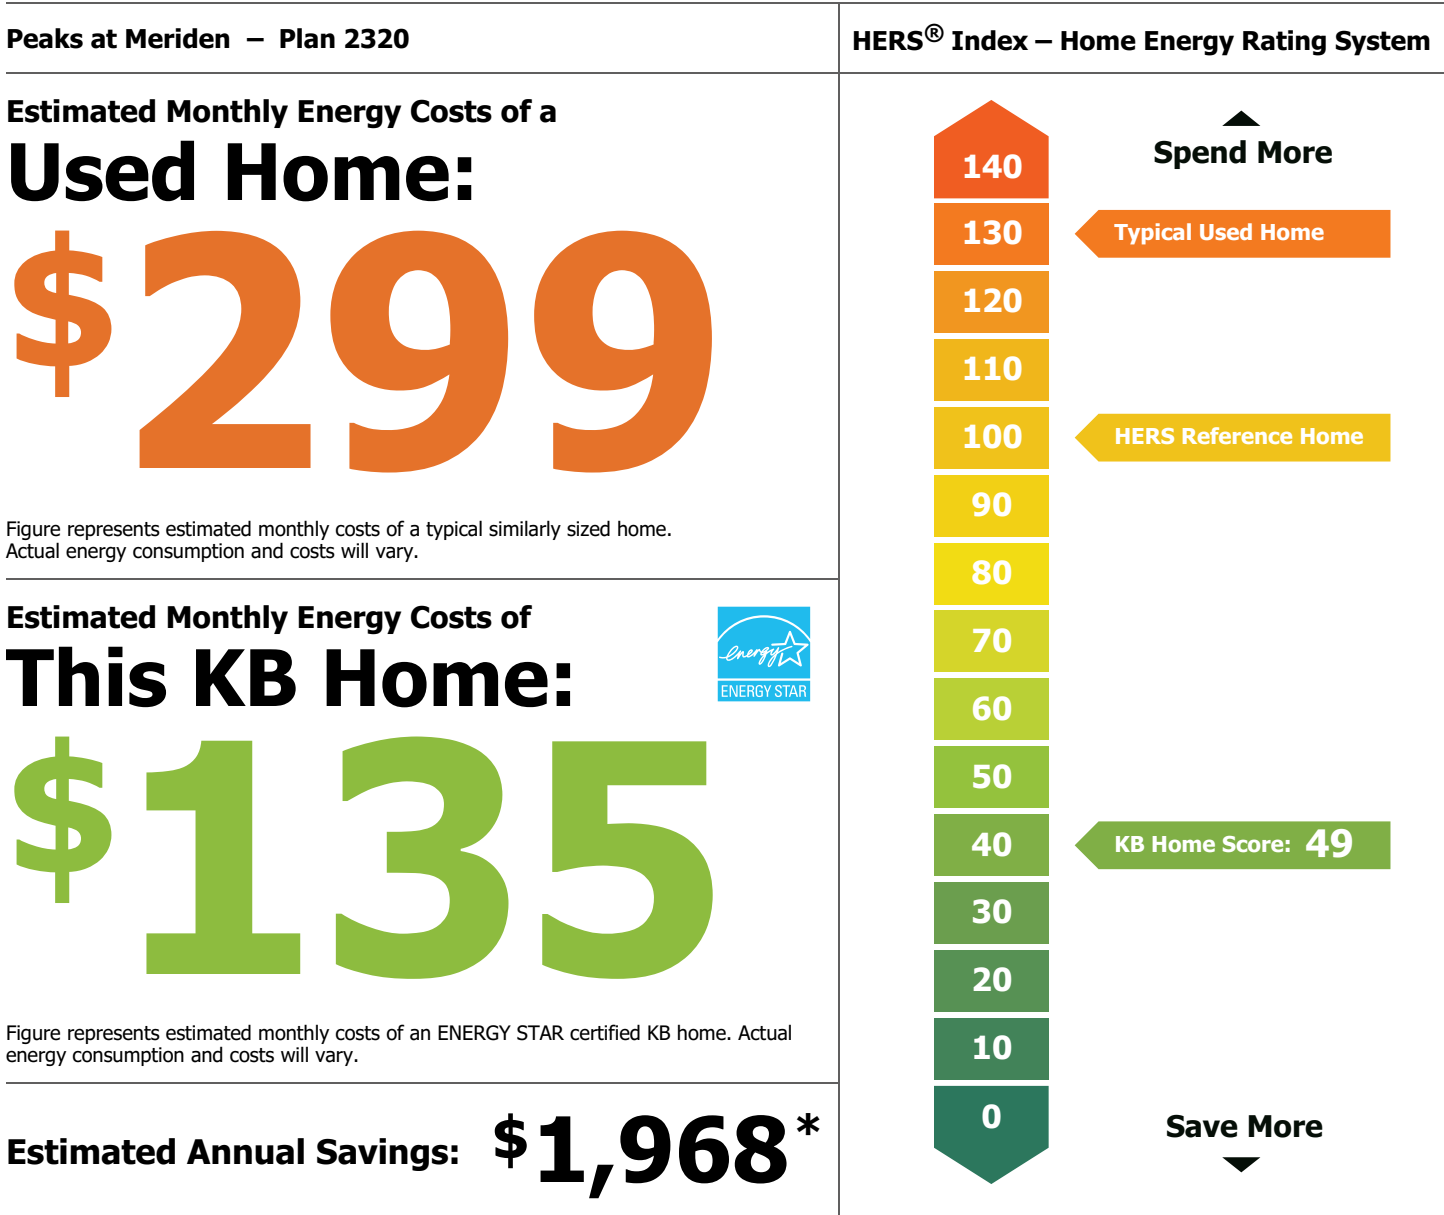 Peaks at Meriden – Plan 2320
Estimated Monthly Energy Costs of a
Used Home:
$299
Figure represents estimated monthly costs of a typical similarly sized home.
Actual energy consumption and costs will vary.
Estimated Monthly Energy Costs of
This KB Home:
energy
ENERGY STAR
$135
Figure represents estimated monthly costs of an ENERGY STAR certified KB home. Actual
energy consumption and costs will vary.
Estimated Annual Savings: $1,968*
HERS® Index – Home Energy Rating System
Spend More
140
130 Typical Used Home
120
110
100 HERS Reference Home
90
80
70
60
50
40 KB Home Score: 49
30
20
10
0
Save More